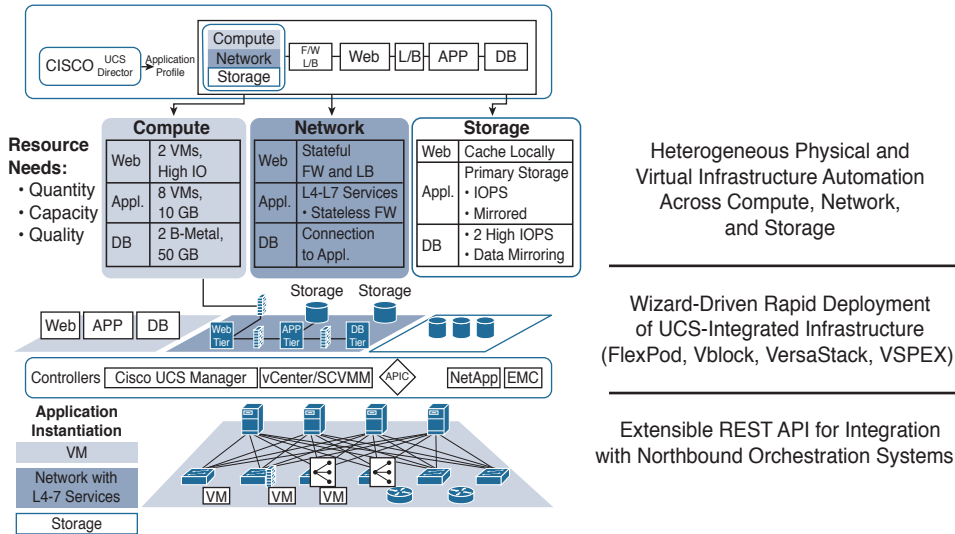 CISCO UCS
Director
Application
Profile
Compute
Network
Storage
F/W
L/B
Web
L/B
APP
DB
Resource
Needs:
• Quantity
• Capacity
• Quality
Compute
Web
2 VMs,
High IO
Appl.
8 VMs,
10 GB
DB
2 B-Metal,
50 GB
Network
Web
Stateful
FW and LB
Appl.
L4-L7 Services
• Stateless FW
DB
Connection
to Appl.
Storage
Web
Cache Locally
Appl.
Primary Storage
• IOPS
• Mirrored
DB
• 2 High IOPS
• Data Mirroring
Storage
Storage
Web
APP
DB
Web
Tier
APP
Tier
DB
Tier
Controllers
Cisco UCS Manager
vCenter/SCVMM
APIC
NetApp
EMC
Application
Instantiation
VM
Network with
L4-7 Services
Storage
VM
VM
VM
Heterogeneous Physical and
Virtual Infrastructure Automation
Across Compute, Network,
and Storage
Wizard-Driven Rapid Deployment
of UCS-Integrated Infrastructure
(FlexPod, Vblock, VersaStack, VSPEX)
Extensible REST API for Integration
with Northbound Orchestration Systems